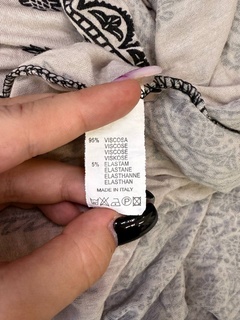 95% VISCOSA
VISCOSE
VISCOSE
VISKOSE
5% ELASTAM
ELASTANE
ELASTHANNE
ELASTHAN
MADE IN ITALY